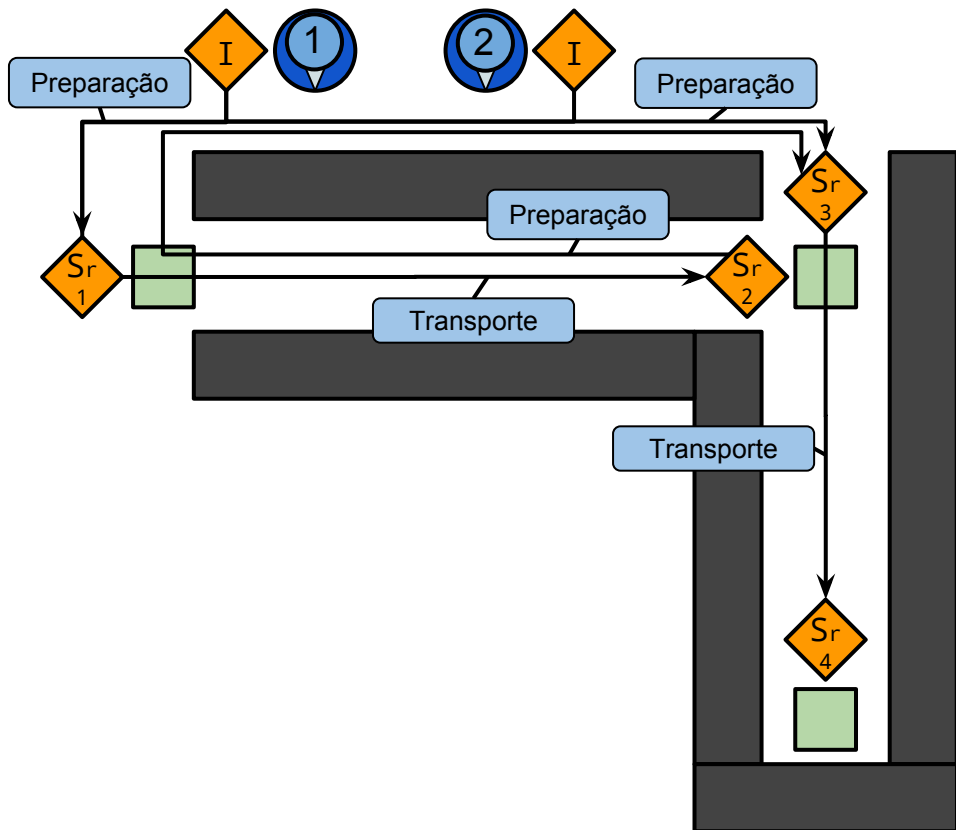 I
1
2
I
Preparação
Preparação
Sr
3
Preparação
Sr
1
Sr
2
Transporte
Transporte
Sr
4